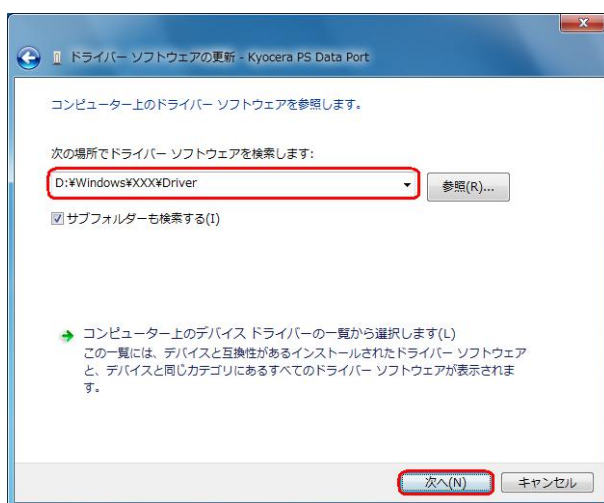 ドライバー ソフトウェアの更新 - Kyocera PS Data Port
コンピューター上のドライバー ソフトウェアを参照します。
次の場所でドライバー ソフトウェアを検索します:
D:¥Windows¥XXX¥Driver
参照(R)...
サブフォルダーも検索する(I)
コンピューター上のデバイス ドライバーの一覧から選択します(L)
この一覧には、デバイスと互換性があるインストールされたドライバー ソフトウェア
と、デバイスと同じカテゴリにあるすべてのドライバー ソフトウェアが表示されま
す。
次へ(N)
キャンセル